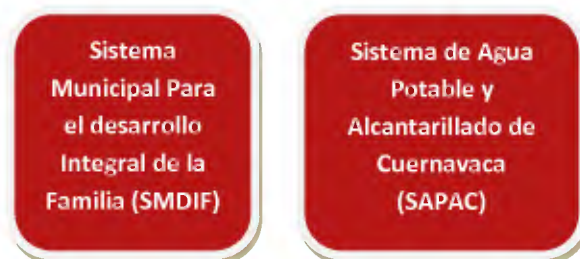 Sistema
Municipal Para
el desarrollo
Integral de la
Familia (SMDIF)
Sistema de Agua
Potable y
Alcantarillado de
Cuernavaca
(SAPAC)